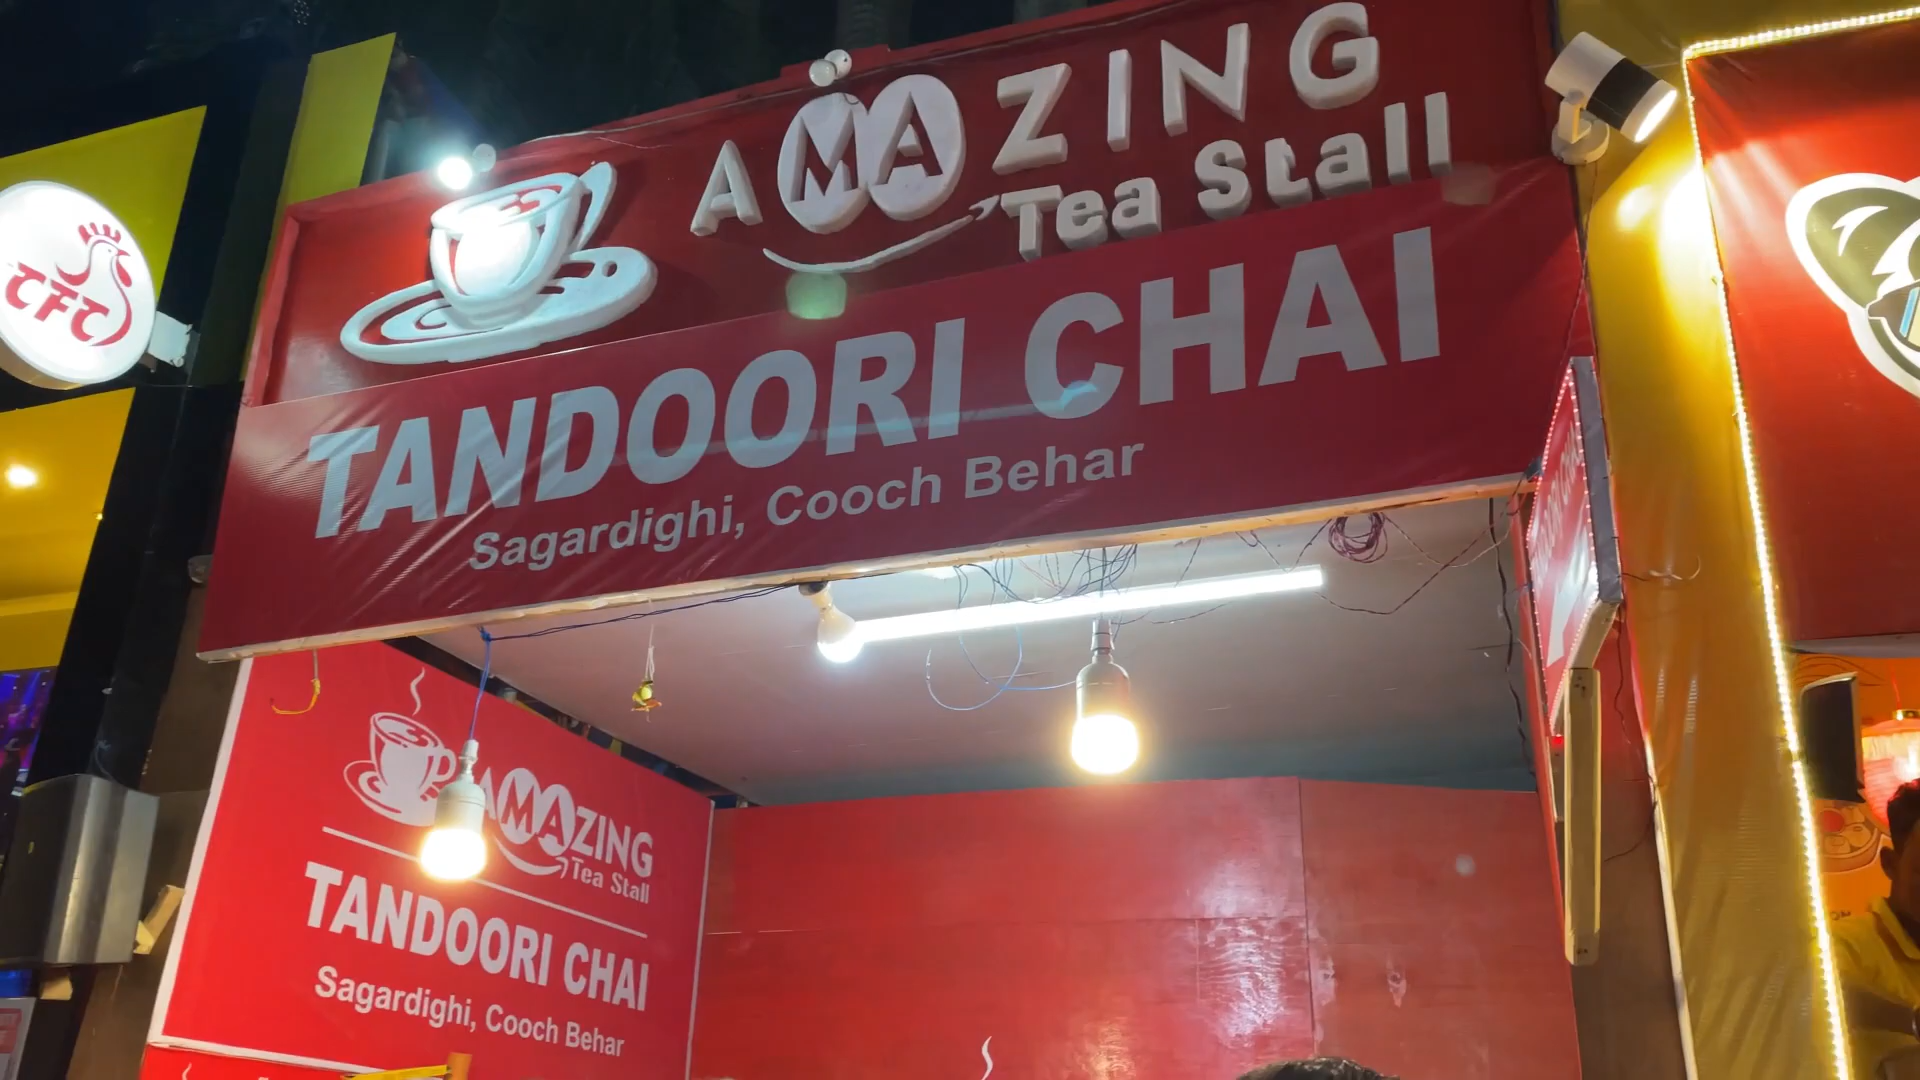 AMAZING
Tea Stall
TANDOORI CHAI
Sagardighi, Cooch Behar
CFC
AMAZING
Tea Stall
TANDOORI CHAI
Sagardighi, Cooch Behar